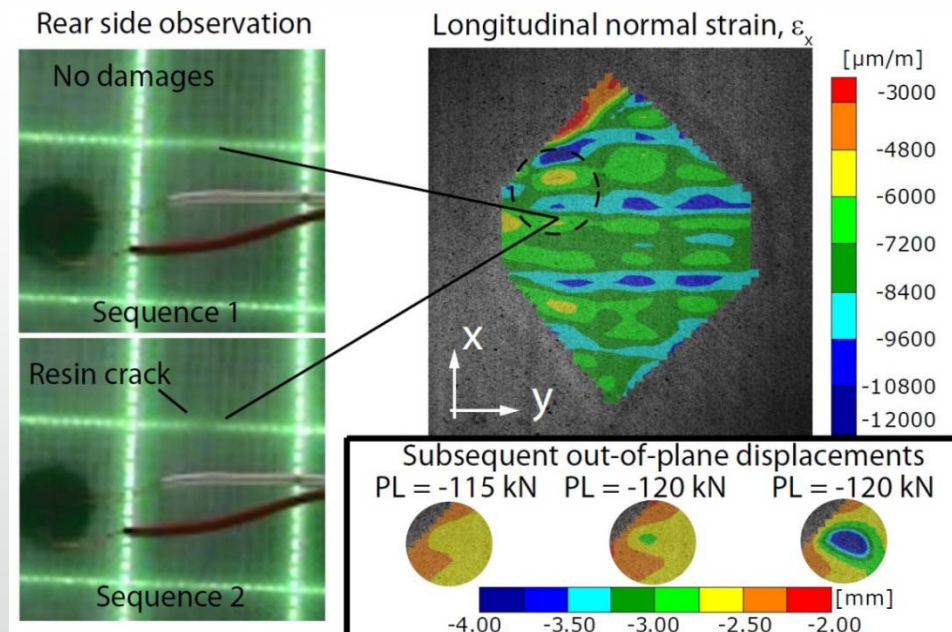 Rear side observation
No damages
Sequence 1
Resin crack
Sequence 2
Longitudinal normal strain, εx
[µm/m]
-3000
-4800
-6000
-7200
-8400
-9600
-10800
-12000
x
y
Subsequent out-of-plane displacements
PL = -115 kN PL = -120 kN PL = -120 kN
[mm]
-4.00 -3.50 -3.00 -2.50 -2.00